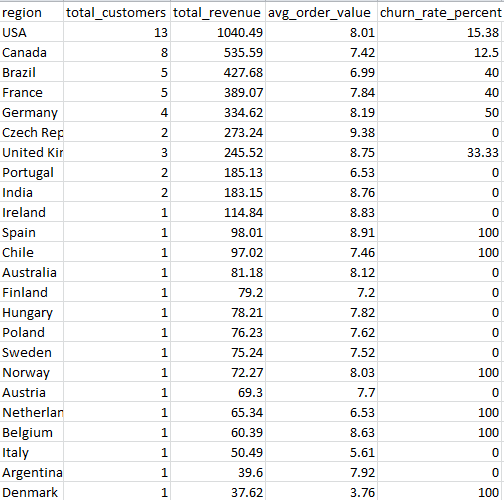 region total_customers total_revenue avg_order_value churn_rate_percent
USA 13 1040.49 8.01 15.38
Canada 8 535.59 7.42 12.5
Brazil 5 427.68 6.99 40
France 5 389.07 7.84 40
Germany 4 334.62 8.19 50
Czech Rep 2 273.24 9.38 0
United Kir 3 245.52 8.75 33.33
Portugal 2 185.13 6.53 0
India 2 183.15 8.76 0
Ireland 1 114.84 8.83 0
Spain 1 98.01 8.91 100
Chile 1 97.02 7.46 100
Australia 1 81.18 8.12 0
Finland 1 79.2 7.2 0
Hungary 1 78.21 7.82 0
Poland 1 76.23 7.62 0
Sweden 1 75.24 7.52 0
Norway 1 72.27 8.03 100
Austria 1 69.3 7.7 0
Netherlan 1 65.34 6.53 100
Belgium 1 60.39 8.63 100
Italy 1 50.49 5.61 0
Argentina 1 39.6 7.92 0
Denmark 1 37.62 3.76 100